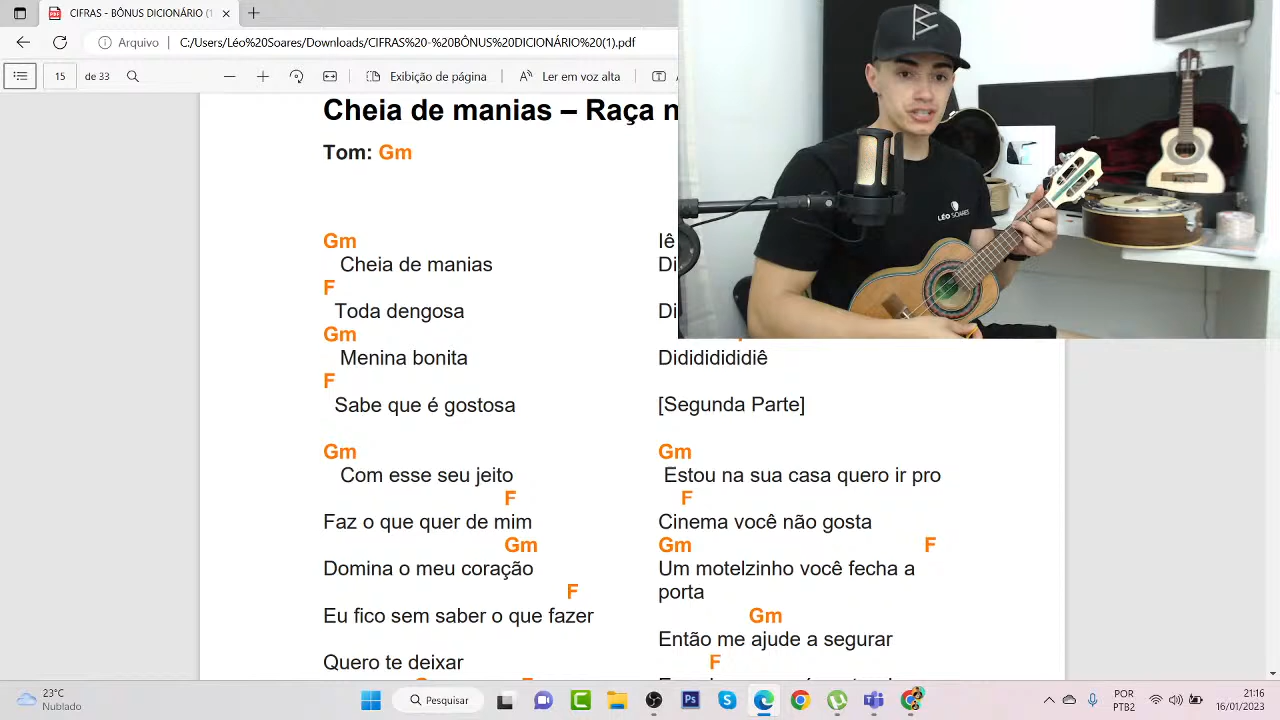 CIFRAS - BÔNUS DICIONÁRIO (1).pdf
Arquivo C:/Users/Léo%20Soares/Downloads/CIFRAS%20-%20BÔNUS%20DICIONÁRIO%20(1).pdf
15 de 33 Exibição de página Ler em voz alta
Cheia de manias – Raça n
Tom: Gm
Gm
Cheia de manias
F
Toda dengosa
Gm
Menina bonita
F
Sabe que é gostosa
Gm
Com esse seu jeito
F
Faz o que quer de mim
Gm
Domina o meu coração
F
Eu fico sem saber o que fazer
Quero te deixar
Iê
Di
Di
Dididididiê
[Segunda Parte]
Gm
Estou na sua casa quero ir pro
F
Cinema você não gosta
Gm F
Um motelzinho você fecha a
porta
Gm
Então me ajude a segurar
F
LÉO SOARES
23°C
Nublado
Pesquisar
POR
PTB2
21:16
16/01/2023